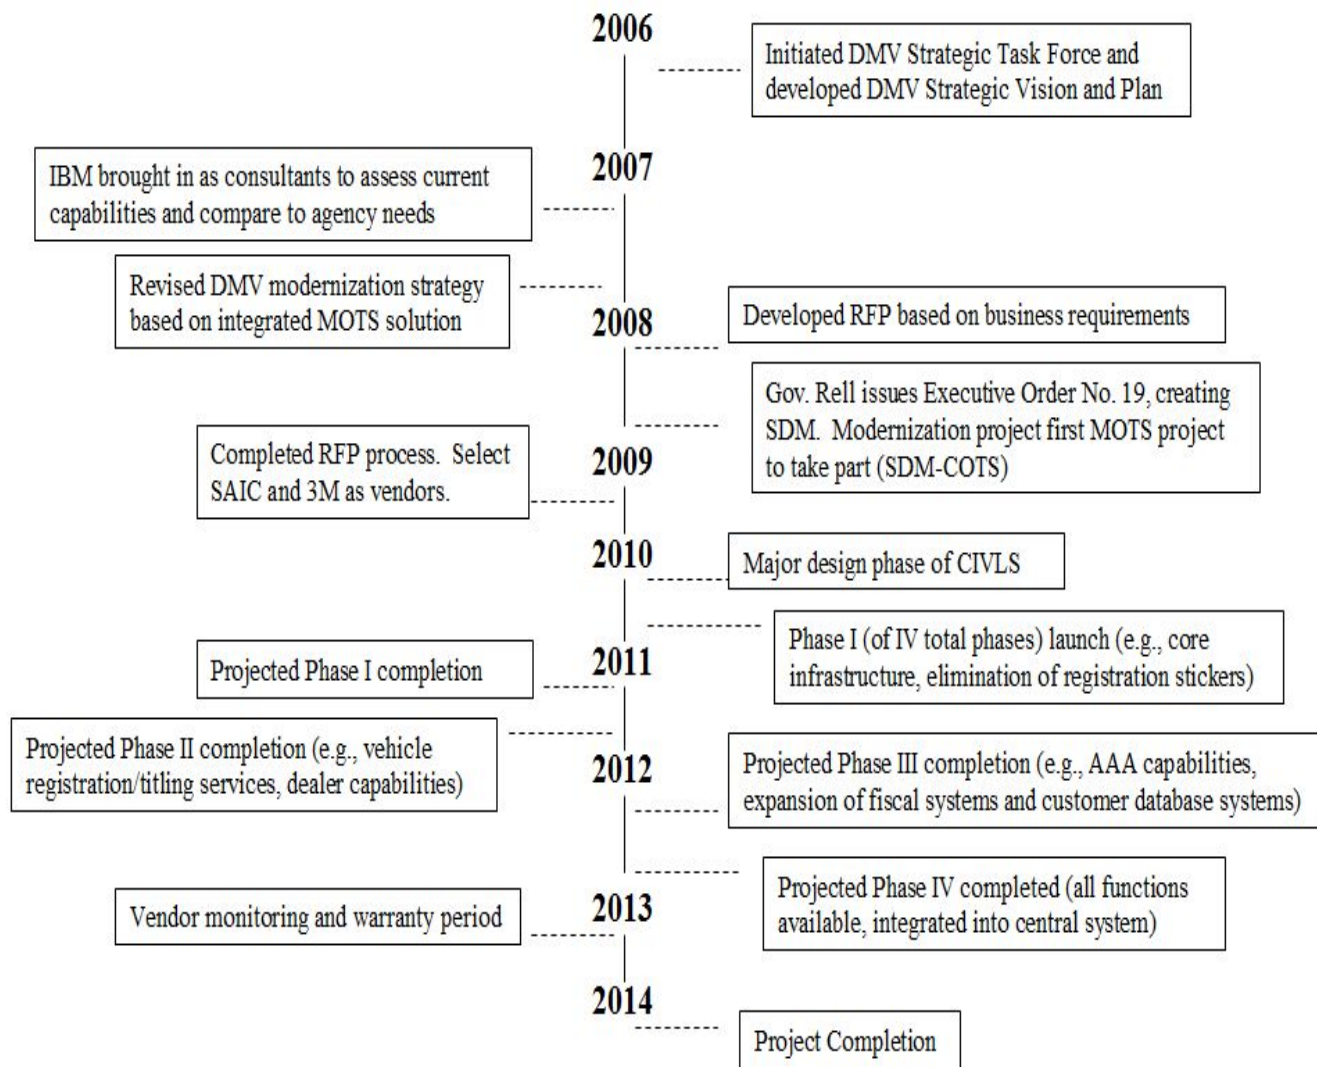 2006
Initiated DMV Strategic Task Force and
developed DMV Strategic Vision and Plan
2007
IBM brought in as consultants to assess current
capabilities and compare to agency needs
Revised DMV modernization strategy
based on integrated MOTS solution
2008
Developed RFP based on business requirements
Gov. Rell issues Executive Order No. 19, creating
SDM.  Modernization project first MOTS project
to take part (SDM-COTS)
2009
Completed RFP process.  Select
SAIC and 3M as vendors.
2010
Major design phase of CIVLS
Phase I (of IV total phases) launch (e.g., core
infrastructure, elimination of registration stickers)
2011
Projected Phase I completion
Projected Phase II completion (e.g., vehicle
registration/titling services, dealer capabilities)
2012
Projected Phase III completion (e.g., AAA capabilities,
expansion of fiscal systems and customer database systems)
Projected Phase IV completed (all functions
available, integrated into central system)
2013
Vendor monitoring and warranty period
2014
Project Completion